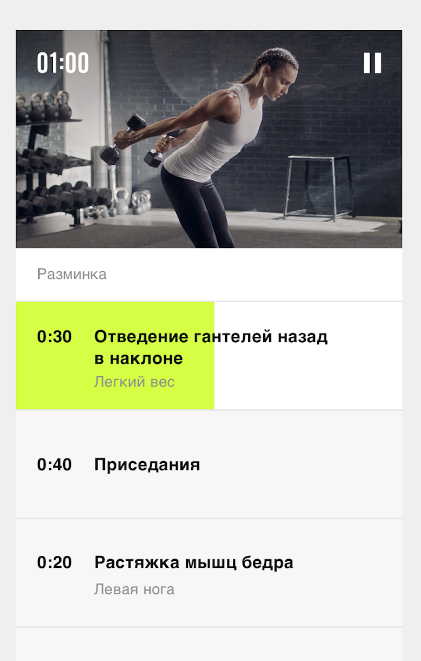 01:00
Разминка
0:30 Отведение гантелей назад
в наклоне
Легкий вес
0:40 Приседания
0:20 Растяжка мышц бедра
Левая нога